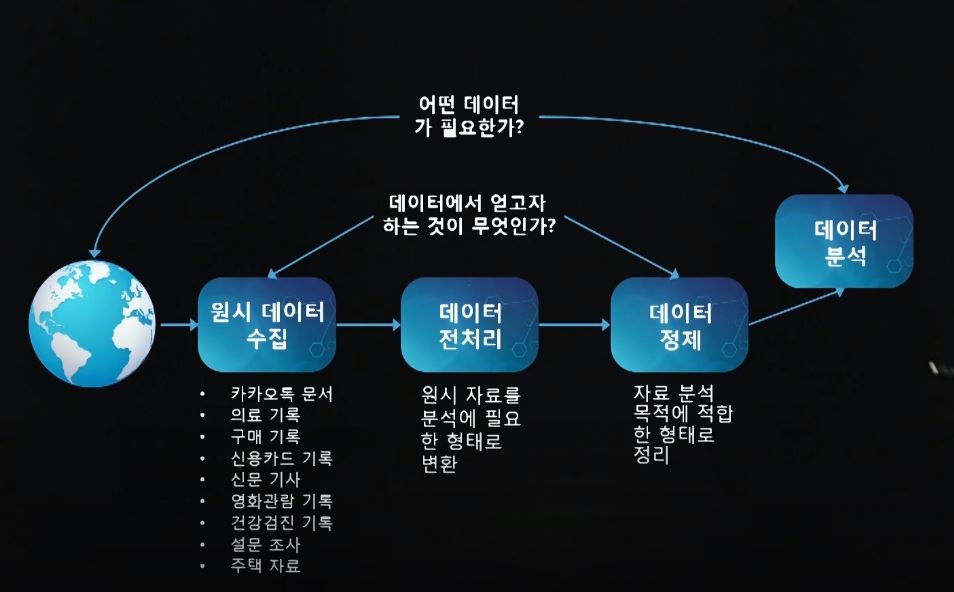 어떤 데이터
가 필요한가?
데이터에서 얻고자
하는 것이 무엇인가?
데이터
분석
원시 데이터
수집
데이터
전처리
데이터
정제
• 카카오톡 문서
• 의료 기록
• 구매 기록
• 신용카드 기록
• 신문 기사
• 영화관람 기록
• 건강검진 기록
• 설문 조사
• 주택 자료
원시 자료를
분석에 필요
한 형태로
변환
자료 분석
목적에 적합
한 형태로
정리